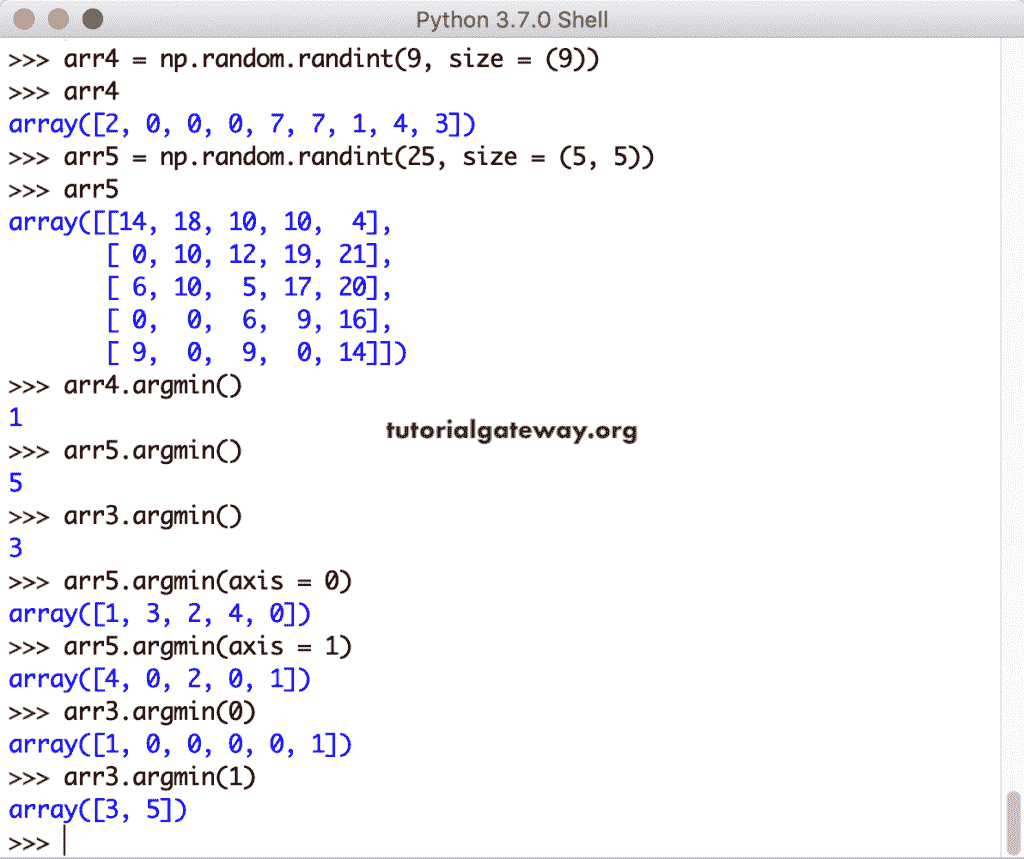 Python 3.7.0 Shell
>>> arr4 = np.random.randint(9, size = (9))
>>> arr4
array([2, 0, 0, 0, 7, 7, 1, 4, 3])
>>> arr5 = np.random.randint(25, size = (5, 5))
>>> arr5
array([[14, 18, 10, 10,  4],
       [ 0, 10, 12, 19, 21],
       [ 6, 10,  5, 17, 20],
       [ 0,  0,  6,  9, 16],
       [ 9,  0,  9,  0, 14]])
>>> arr4.argmin()
1
tutorialgateway.org
>>> arr5.argmin()
5
>>> arr3.argmin()
3
>>> arr5.argmin(axis = 0)
array([1, 3, 2, 4, 0])
>>> arr5.argmin(axis = 1)
array([4, 0, 2, 0, 1])
>>> arr3.argmin(0)
array([1, 0, 0, 0, 0, 1])
>>> arr3.argmin(1)
array([3, 5])
>>>